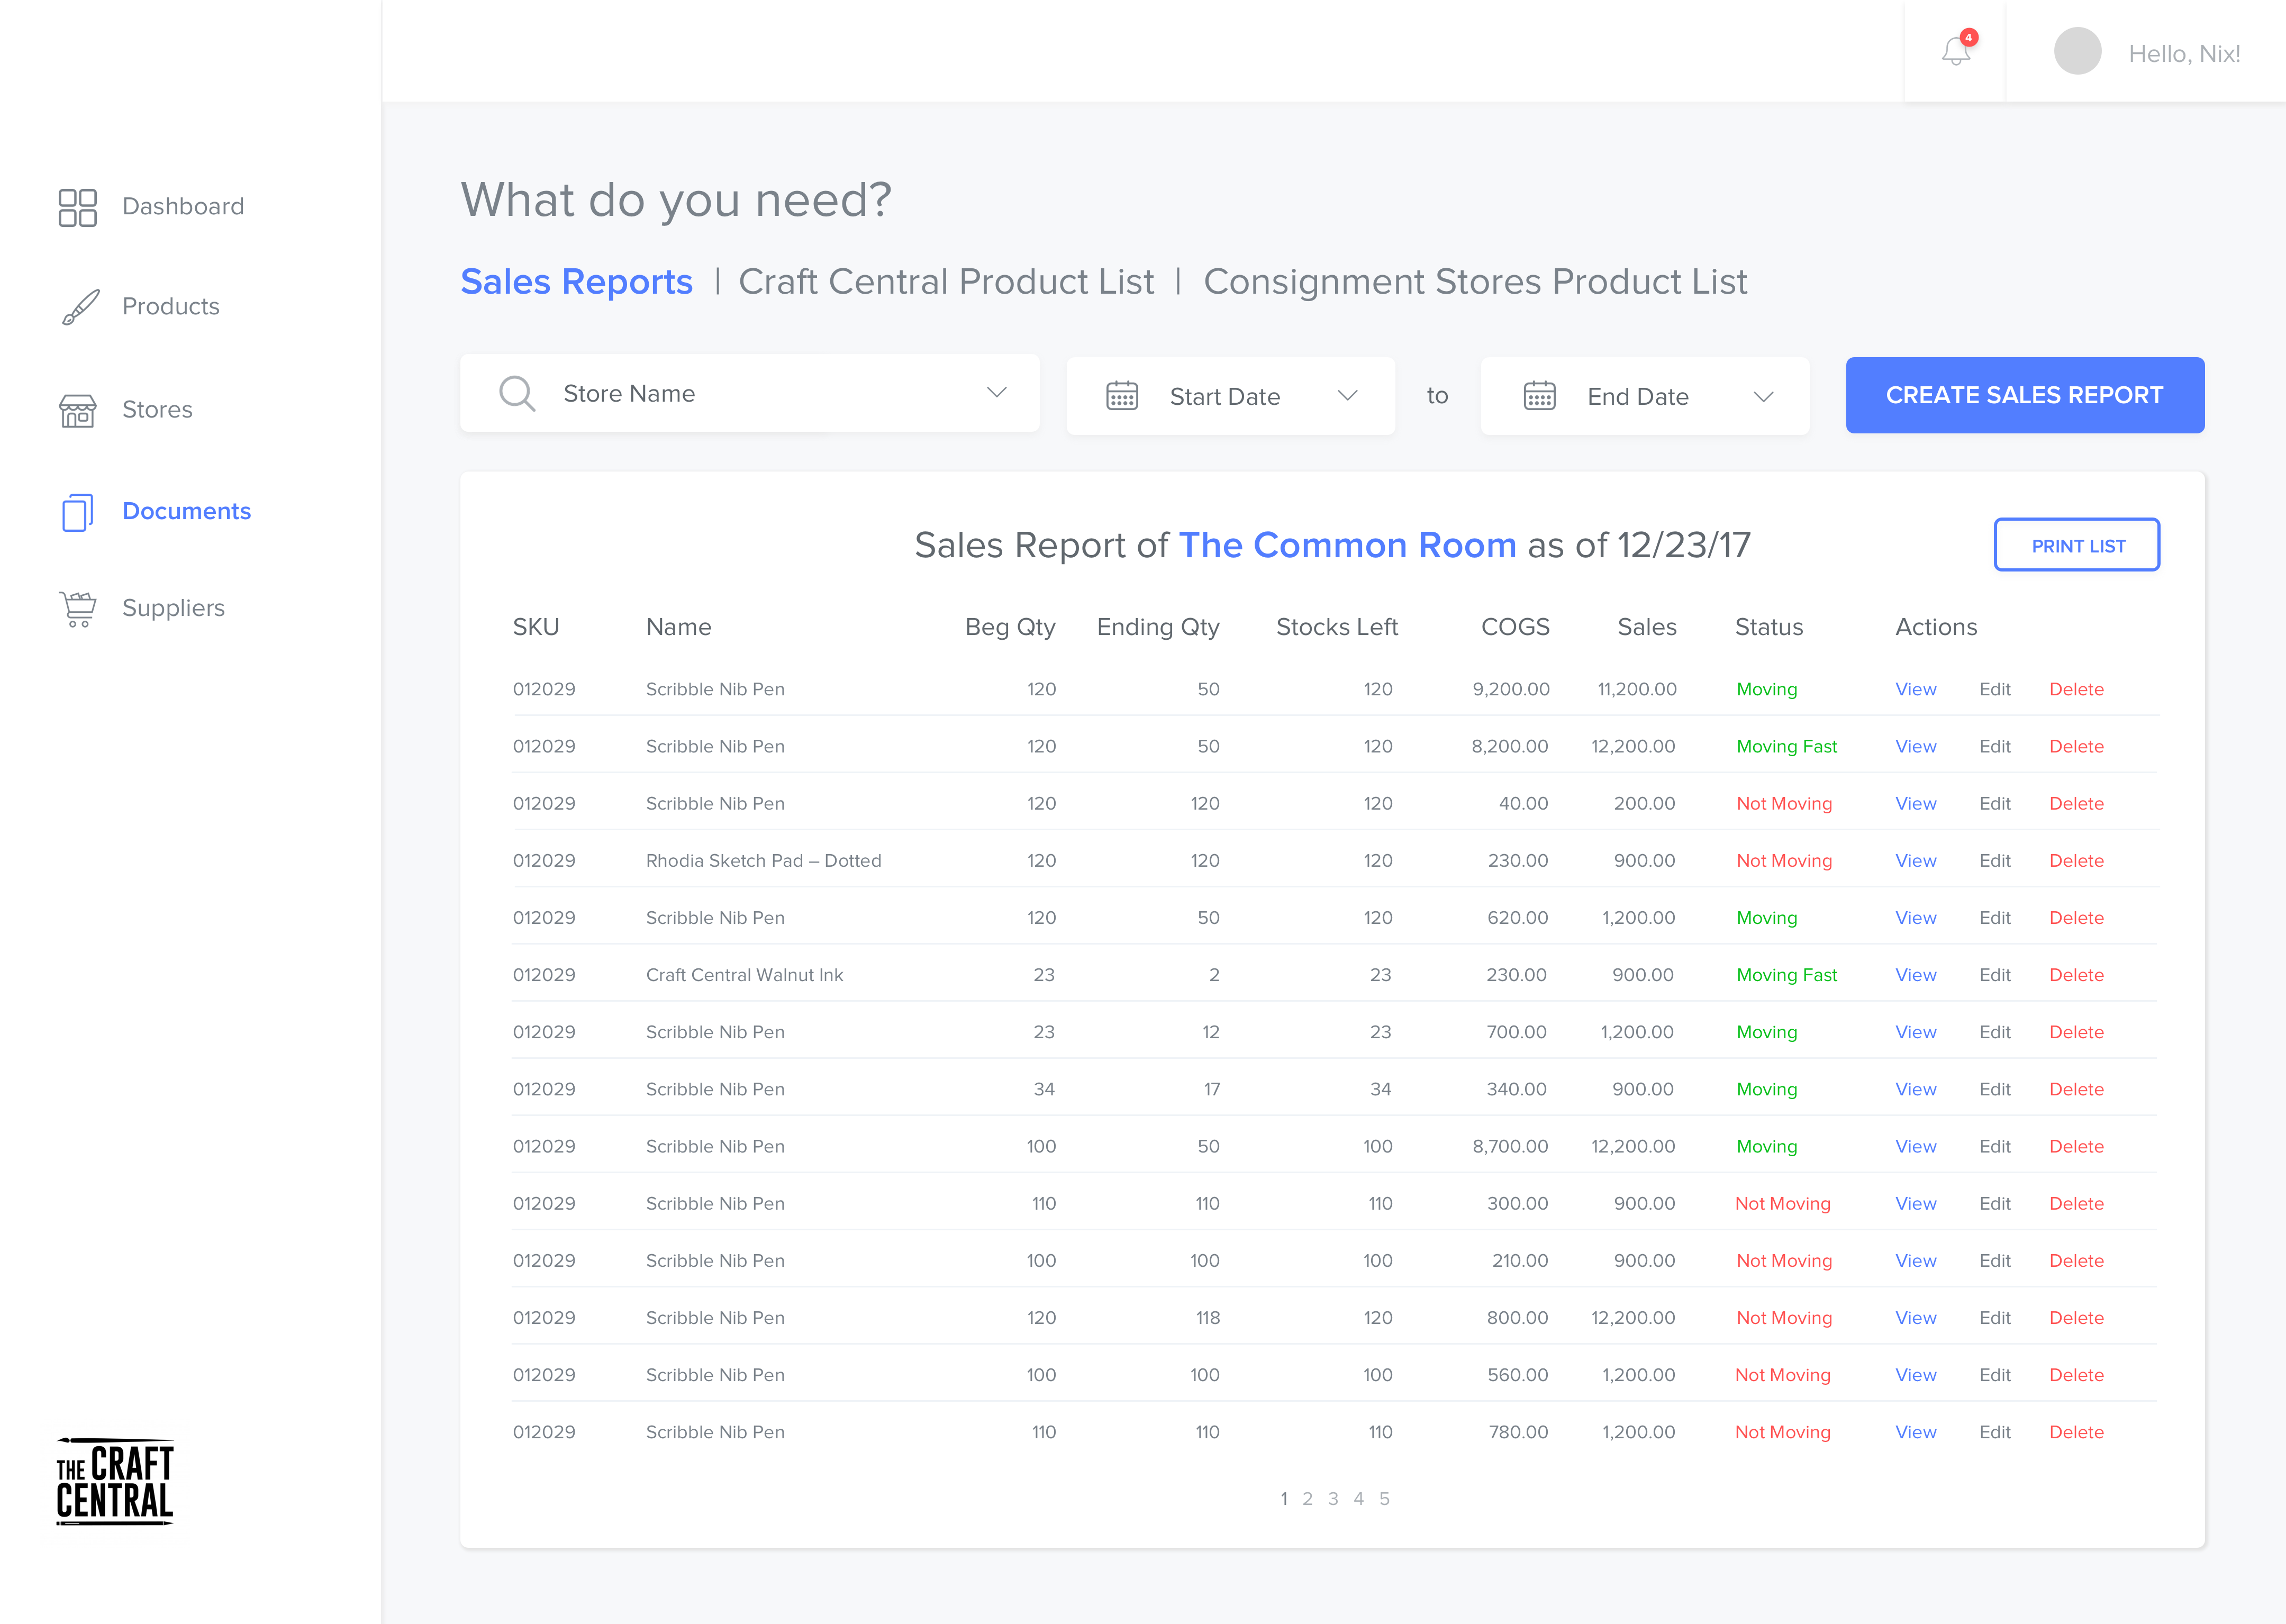 4
Hello, Nix!
Dashboard
Products
Stores
Documents
Suppliers
THE CRAFT
CENTRAL
What do you need?
Sales Reports | Craft Central Product List | Consignment Stores Product List
Store Name
Start Date
to
End Date
CREATE SALES REPORT
Sales Report of The Common Room as of 12/23/17
PRINT LIST
SKU Name Beg Qty Ending Qty Stocks Left COGS Sales Status Actions
012029 Scribble Nib Pen 120 50 120 9,200.00 11,200.00 Moving View Edit Delete
012029 Scribble Nib Pen 120 50 120 8,200.00 12,200.00 Moving Fast View Edit Delete
012029 Scribble Nib Pen 120 120 120 40.00 200.00 Not Moving View Edit Delete
012029 Rhodia Sketch Pad – Dotted 120 120 120 230.00 900.00 Not Moving View Edit Delete
012029 Scribble Nib Pen 120 50 120 620.00 1,200.00 Moving View Edit Delete
012029 Craft Central Walnut Ink 23 2 23 230.00 900.00 Moving Fast View Edit Delete
012029 Scribble Nib Pen 23 12 23 700.00 1,200.00 Moving View Edit Delete
012029 Scribble Nib Pen 34 17 34 340.00 900.00 Moving View Edit Delete
012029 Scribble Nib Pen 100 50 100 8,700.00 12,200.00 Moving View Edit Delete
012029 Scribble Nib Pen 110 110 110 300.00 900.00 Not Moving View Edit Delete
012029 Scribble Nib Pen 100 100 100 210.00 900.00 Not Moving View Edit Delete
012029 Scribble Nib Pen 120 118 120 800.00 12,200.00 Not Moving View Edit Delete
012029 Scribble Nib Pen 100 100 100 560.00 1,200.00 Not Moving View Edit Delete
012029 Scribble Nib Pen 110 110 110 780.00 1,200.00 Not Moving View Edit Delete
1 2 3 4 5